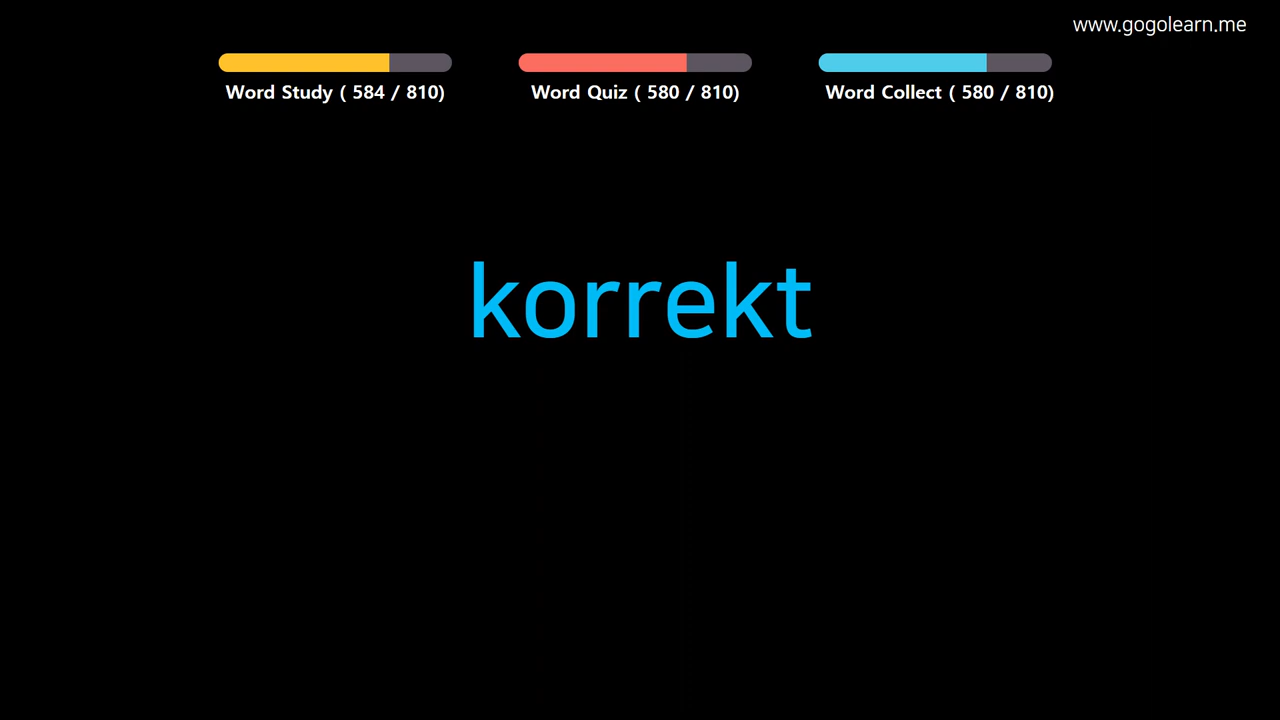 www.gogolearn.me
Word Study ( 584 / 810)
Word Quiz ( 580 / 810)
Word Collect ( 580 / 810)
korrekt